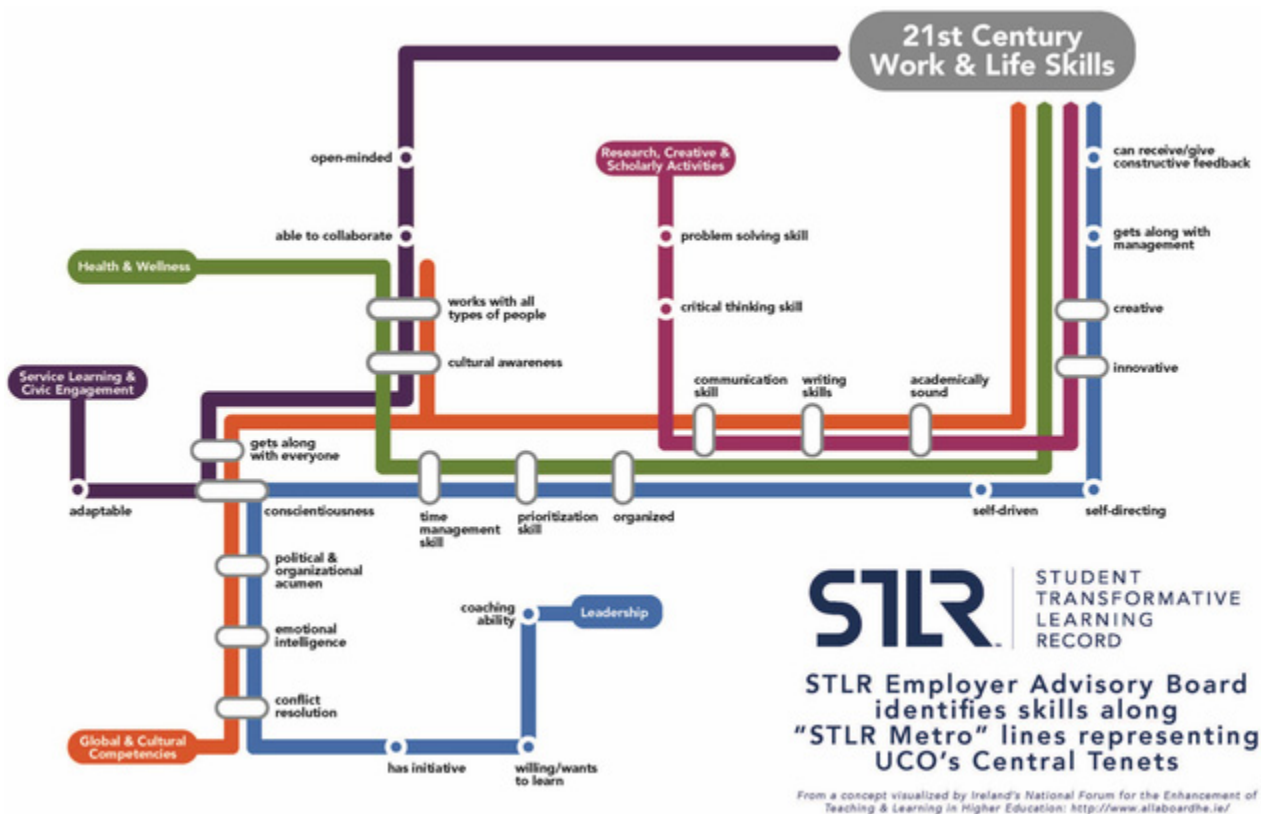 21st Century
Work & Life Skills
open-minded
Research, Creative &
Scholarly Activities
can receive/give
constructive feedback
able to collaborate
problem solving skill
gets along with
management
Health & Wellness
works with all
types of people
critical thinking skill
creative
cultural awareness
innovative
Service Learning &
Civic Engagement
communication
skill
writing
skills
academically
sound
gets along
with everyone
adaptable
conscientiousness
time
management
skill
prioritization
skill
organized
self-driven
self-directing
political &
organizational
acumen
coaching
ability
Leadership
emotional
intelligence
conflict
resolution
Global & Cultural
Competencies
has initiative
willing/wants
to learn
STLR
STUDENT
TRANSFORMATIVE
LEARNING
RECORD
STLR Employer Advisory Board
identifies skills along
“STLR Metro” lines representing
UCO’s Central Tenets
From a concept visualized by Ireland's National Forum for the Enhancement of
Teaching & Learning in Higher Education: http://www.allaboardhe.ie/